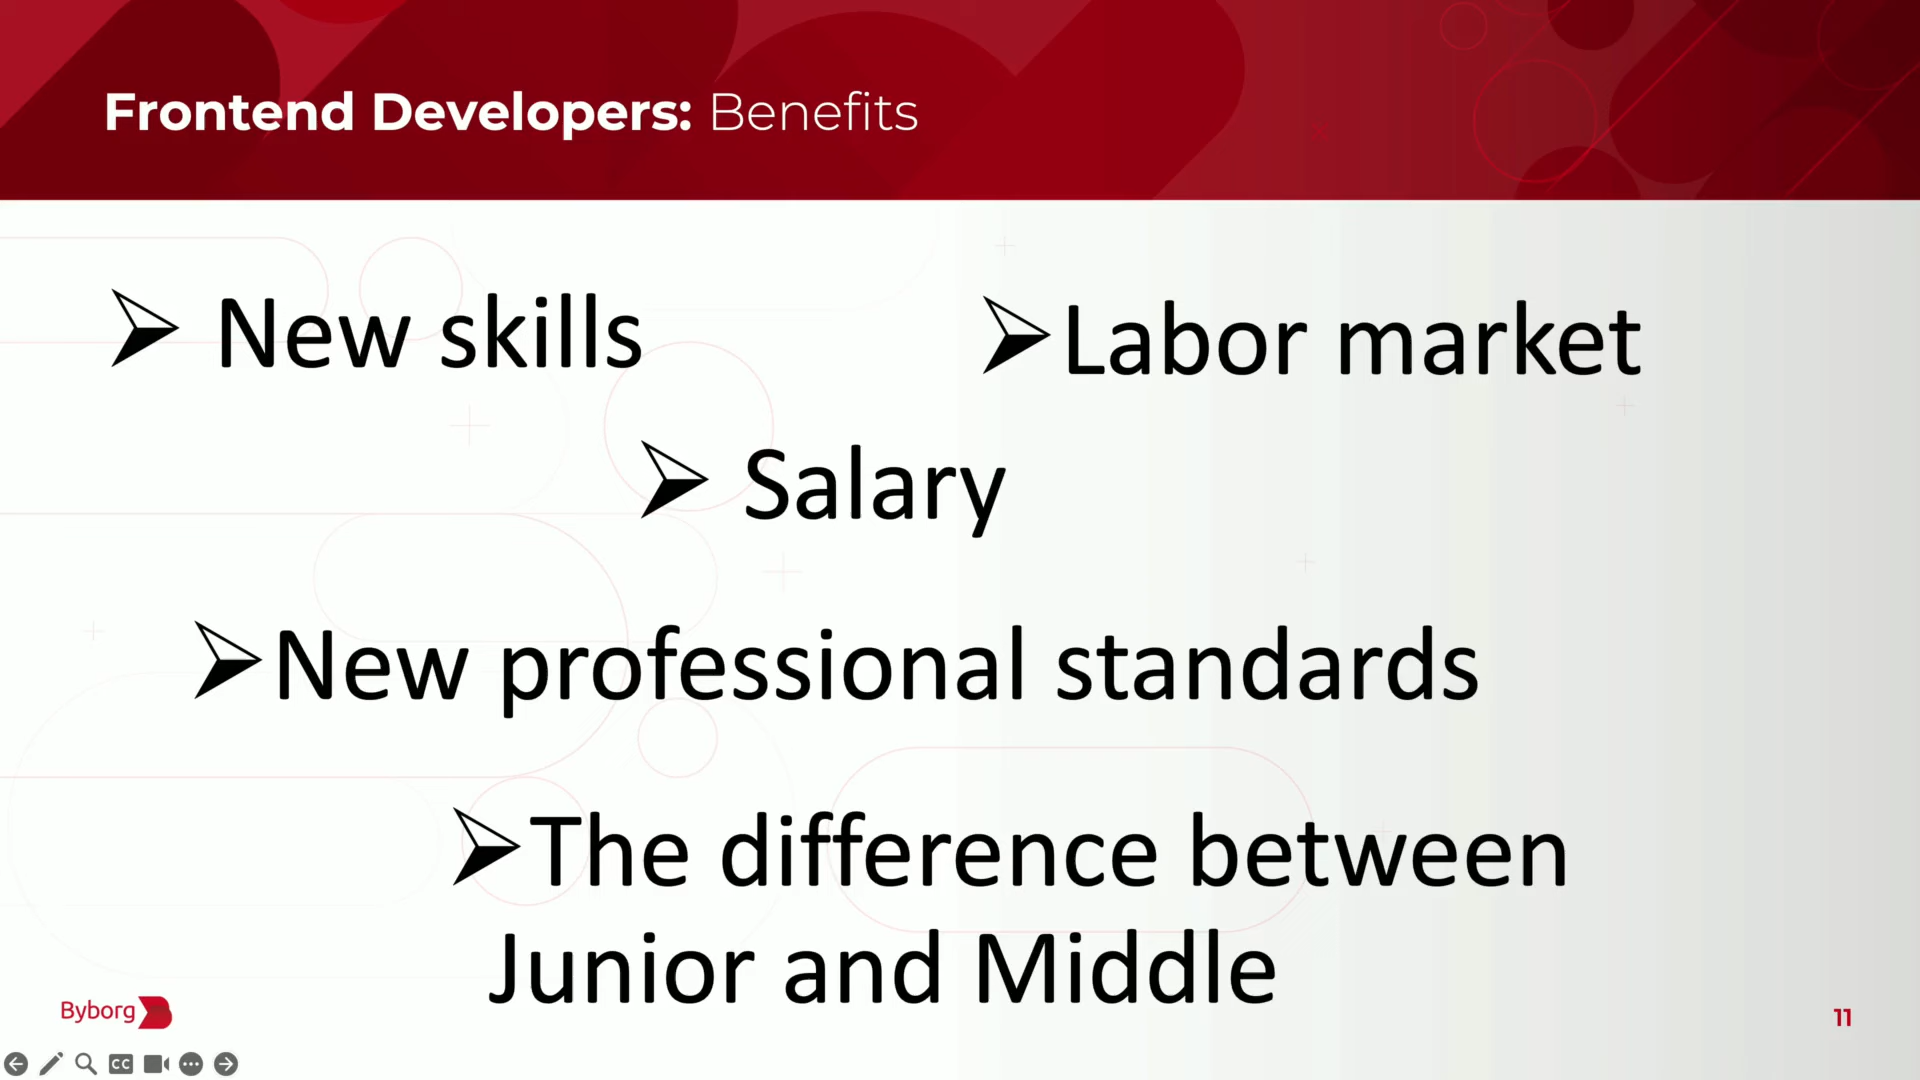 Frontend Developers: Benefits
➢ New skills
➢ Labor market
➢ Salary
➢ New professional standards
➢ The difference between
Junior and Middle
Byborg
11
CC